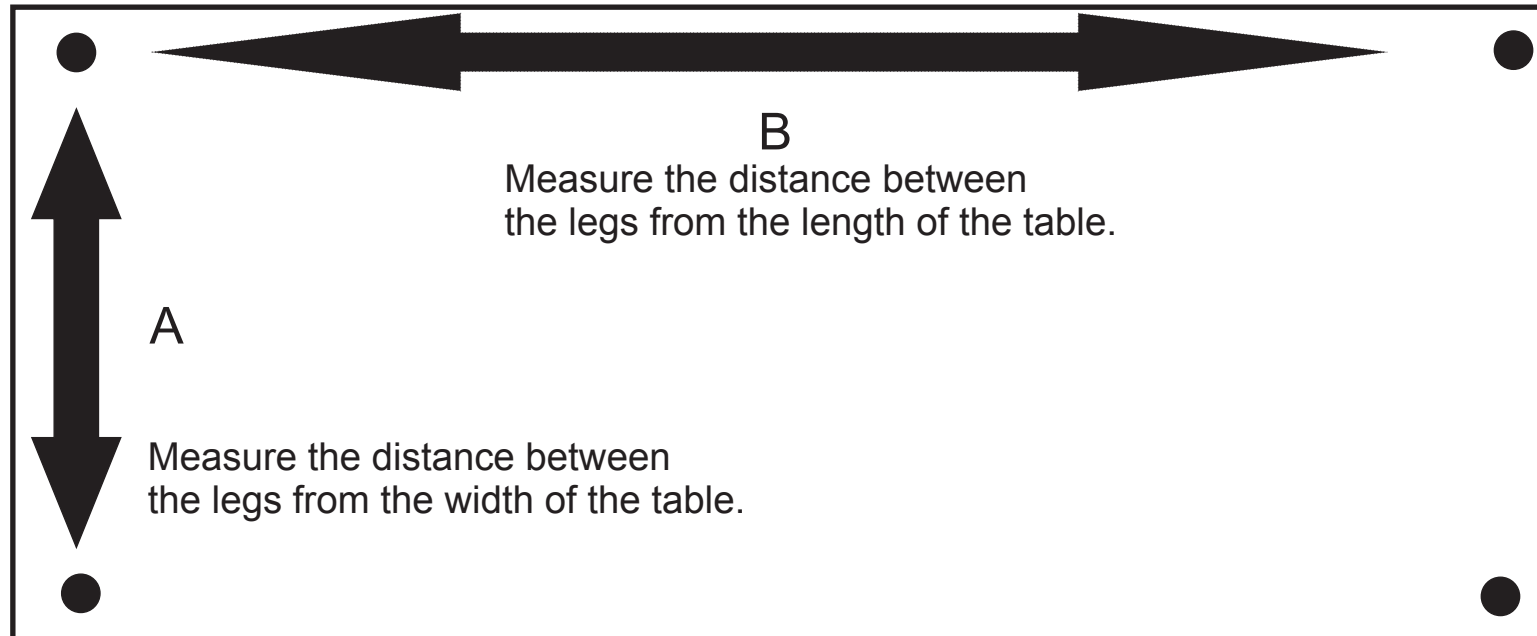 B
Measure the distance between
the legs from the length of the table.
A
Measure the distance between
the legs from the width of the table.